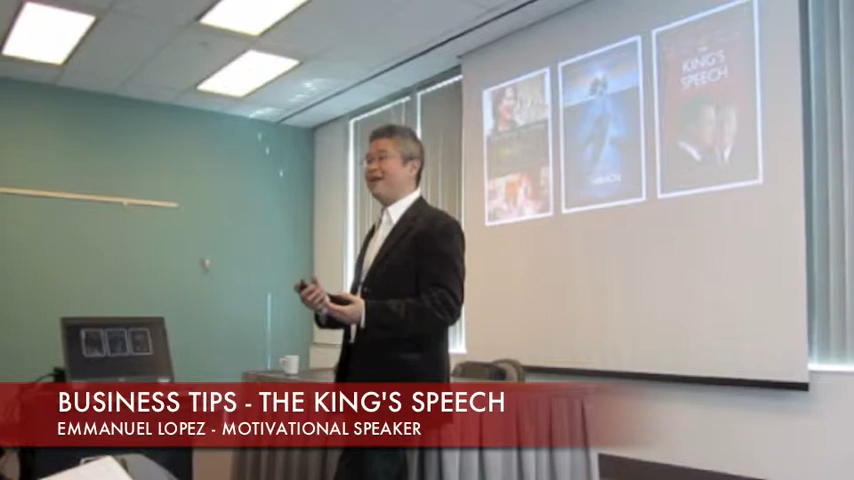 THE
KING'S
SPEECH
BUSINESS TIPS - THE KING'S SPEECH
EMMANUEL LOPEZ - MOTIVATIONAL SPEAKER